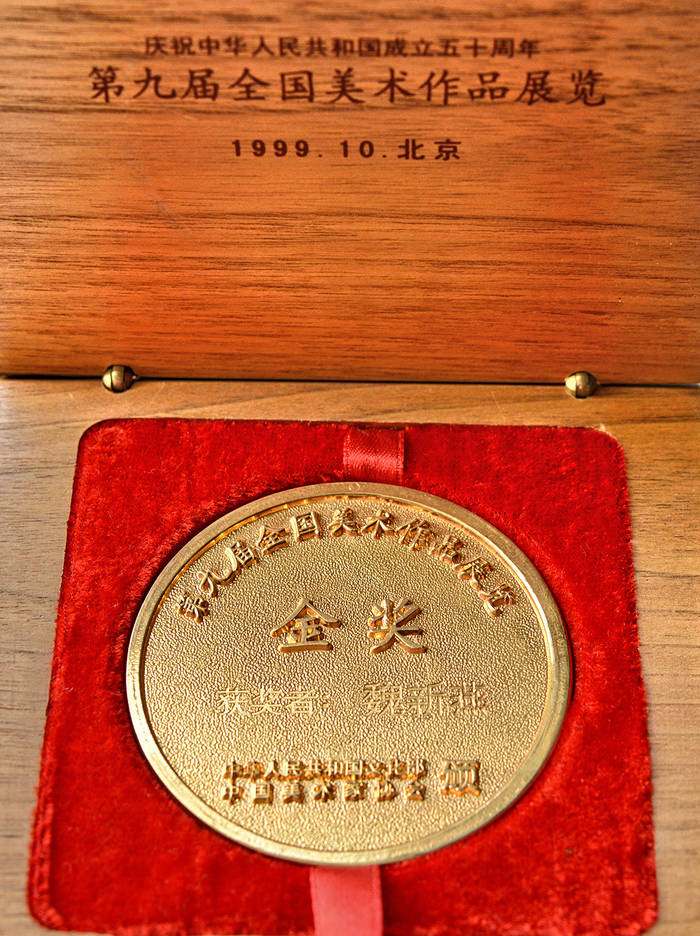 庆祝中华人民共和国成立五十周年
第九届全国美术作品展览
1999.10.北京
第九届全国美术作品展览
金奖
获奖者：魏新燕
中华人民共和国文化部
中国美术家协会 颁